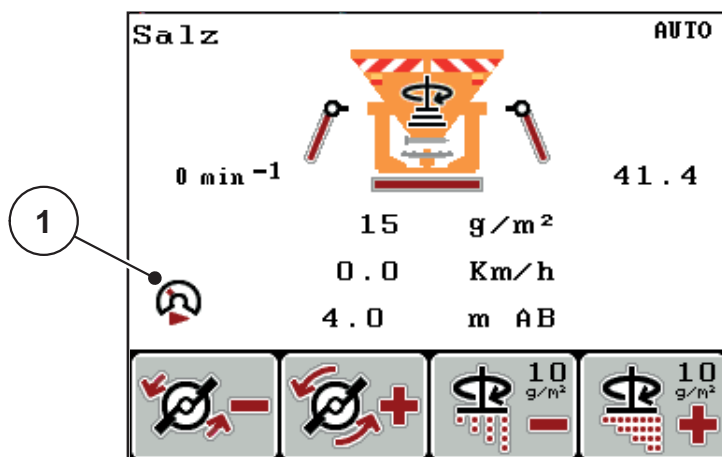 Salz
AUTO
0 min⁻¹
41.4
15 g/m²
0.0 Km/h
1
4.0 m AB
10 g/m²
10 g/m²